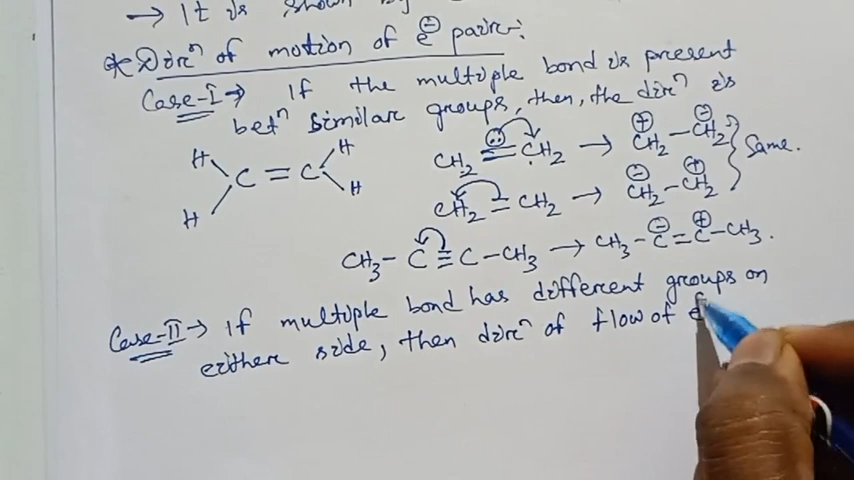 → It is shown by
* Dirⁿ of motion of e⊖ pair:
Case-I → If the multiple bond is present
betⁿ similar groups, then, the dirⁿ is
H H
C = C
H H
CH₂ = CH₂ → ⊕CH₂ – ⊖CH₂
CH₂ = CH₂ → ⊖CH₂ – ⊕CH₂
} Same.
CH₃ – C ≡ C – CH₃ → CH₃ – ⊖C = ⊕C – CH₃.
Case-II → If multiple bond has different groups on
either side, then dirⁿ of flow of e